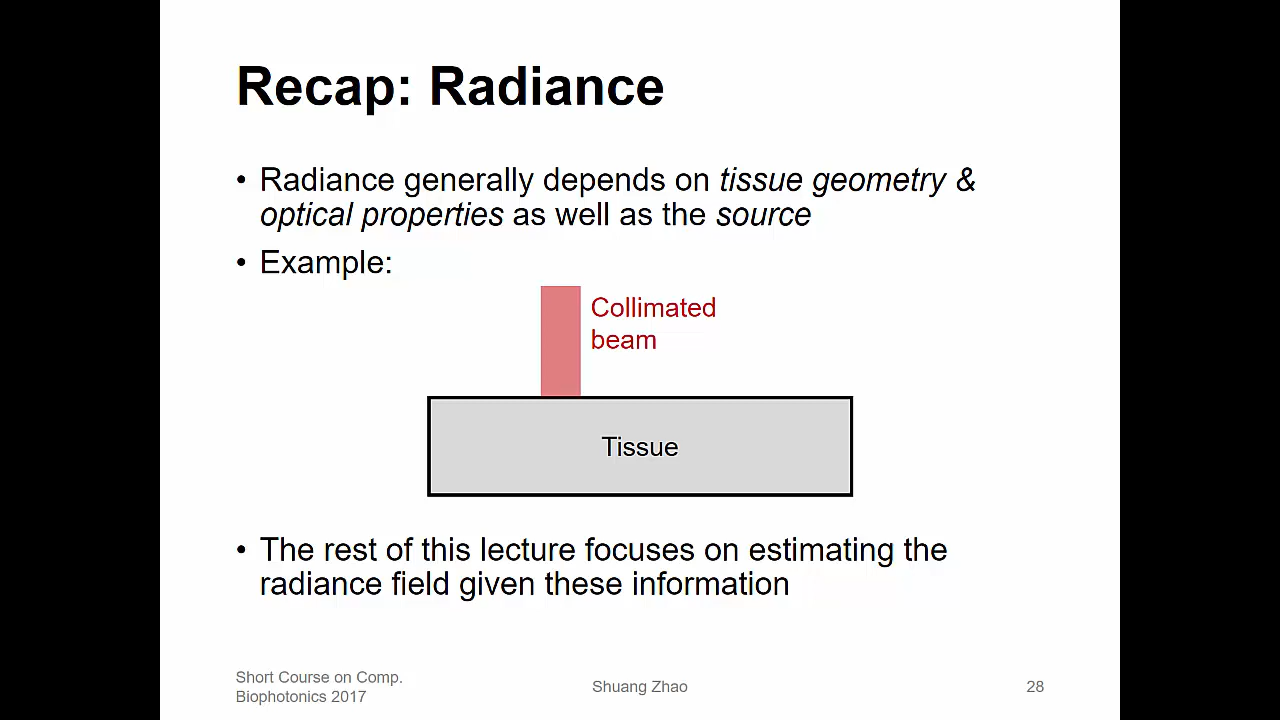 Recap: Radiance
• Radiance generally depends on tissue geometry &
optical properties as well as the source
• Example:
Collimated
beam
Tissue
• The rest of this lecture focuses on estimating the
radiance field given these information
Short Course on Comp.
Biophotonics 2017
Shuang Zhao
28